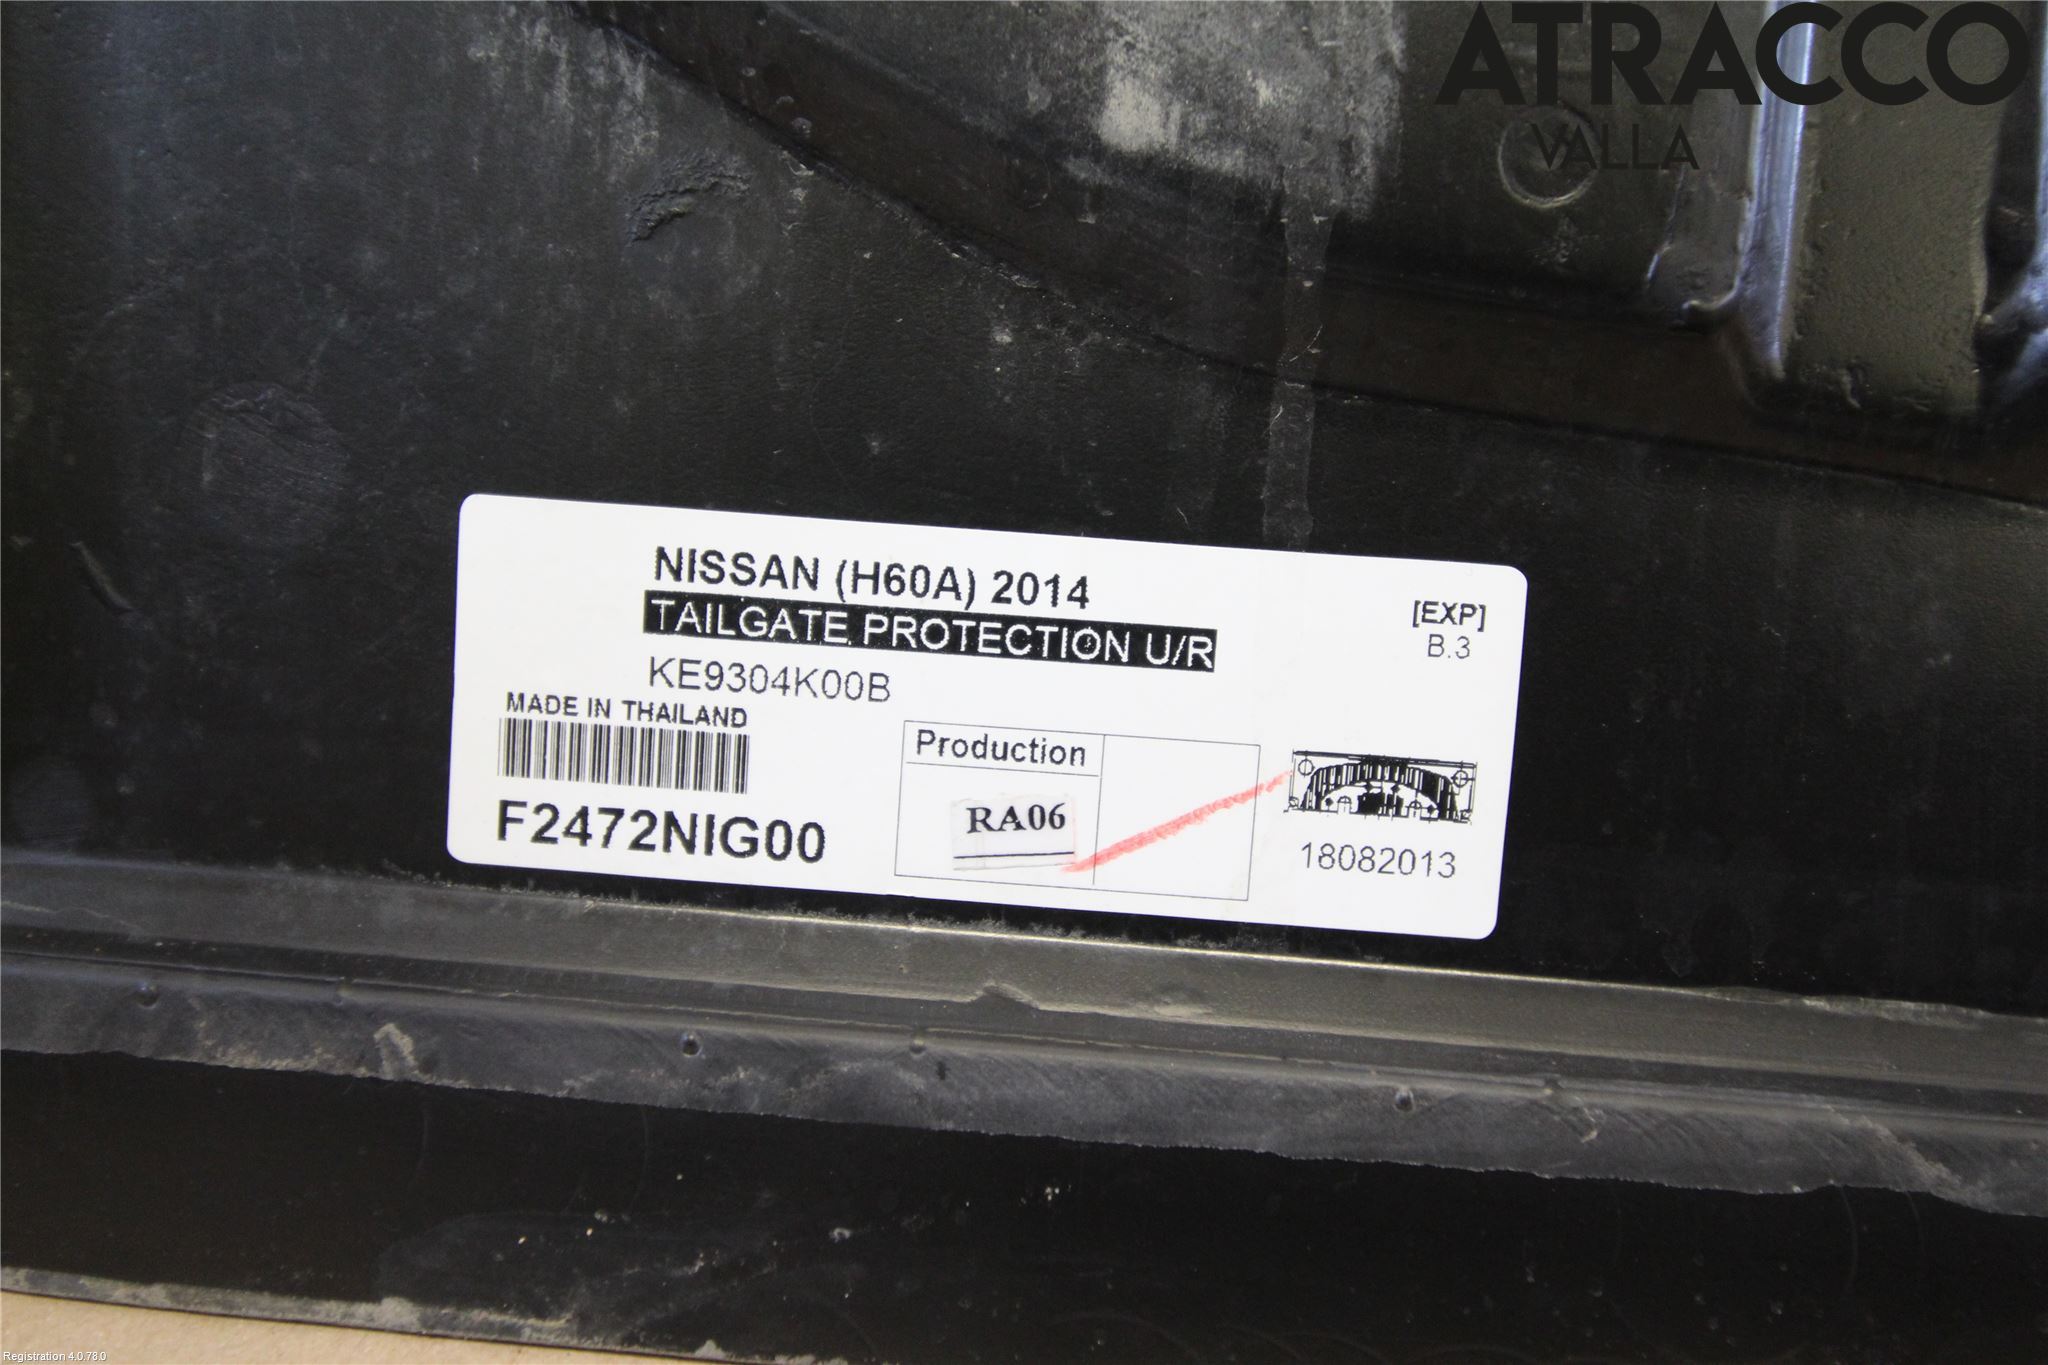 ATRACCO
VALLA
NISSAN (H60A) 2014
TAILGATE PROTECTION U/R
KE9304K00B
[EXP]
B.3
MADE IN THAILAND
F2472NIG00
Production
RA06
18082013
Registration 4.0.78.0